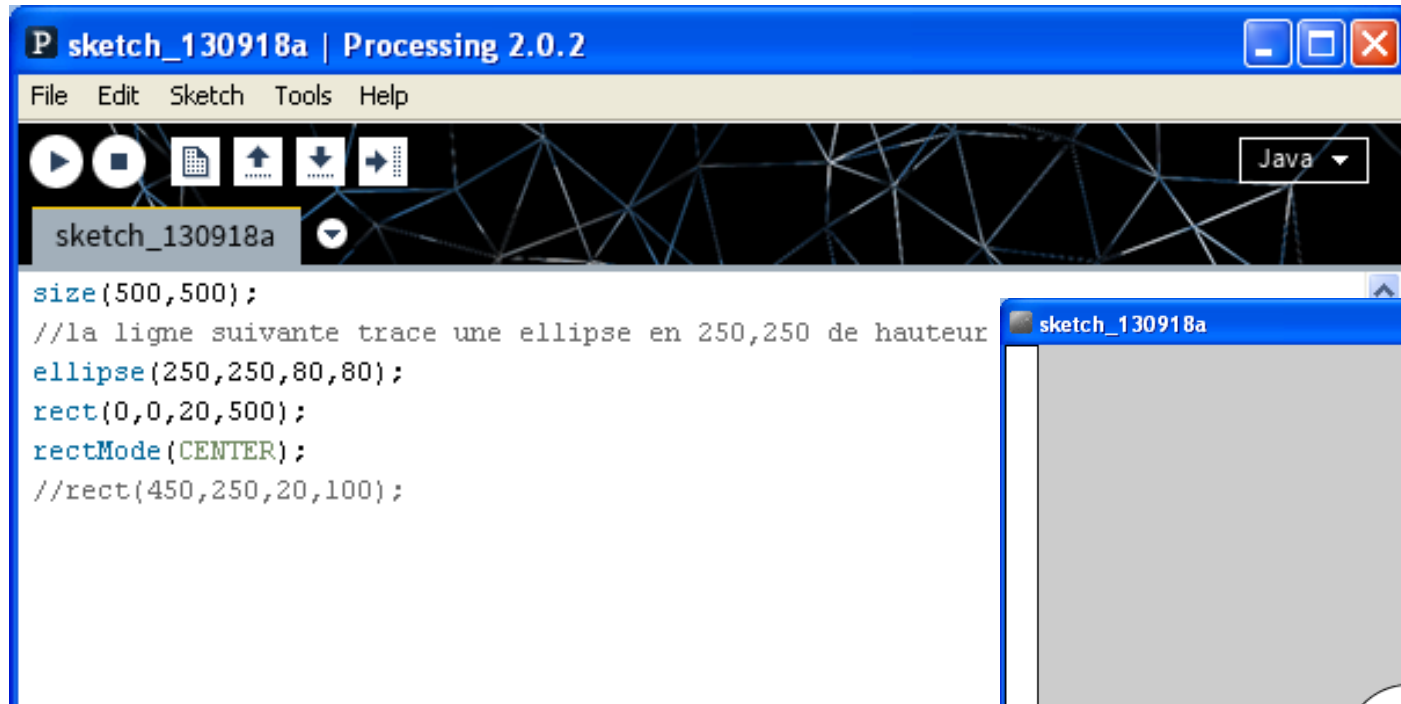 P sketch_130918a | Processing 2.0.2
File Edit Sketch Tools Help
Java
sketch_130918a
size(500,500);
//la ligne suivante trace une ellipse en 250,250 de hauteur
ellipse(250,250,80,80);
rect(0,0,20,500);
rectMode(CENTER);
//rect(450,250,20,100);
sketch_130918a